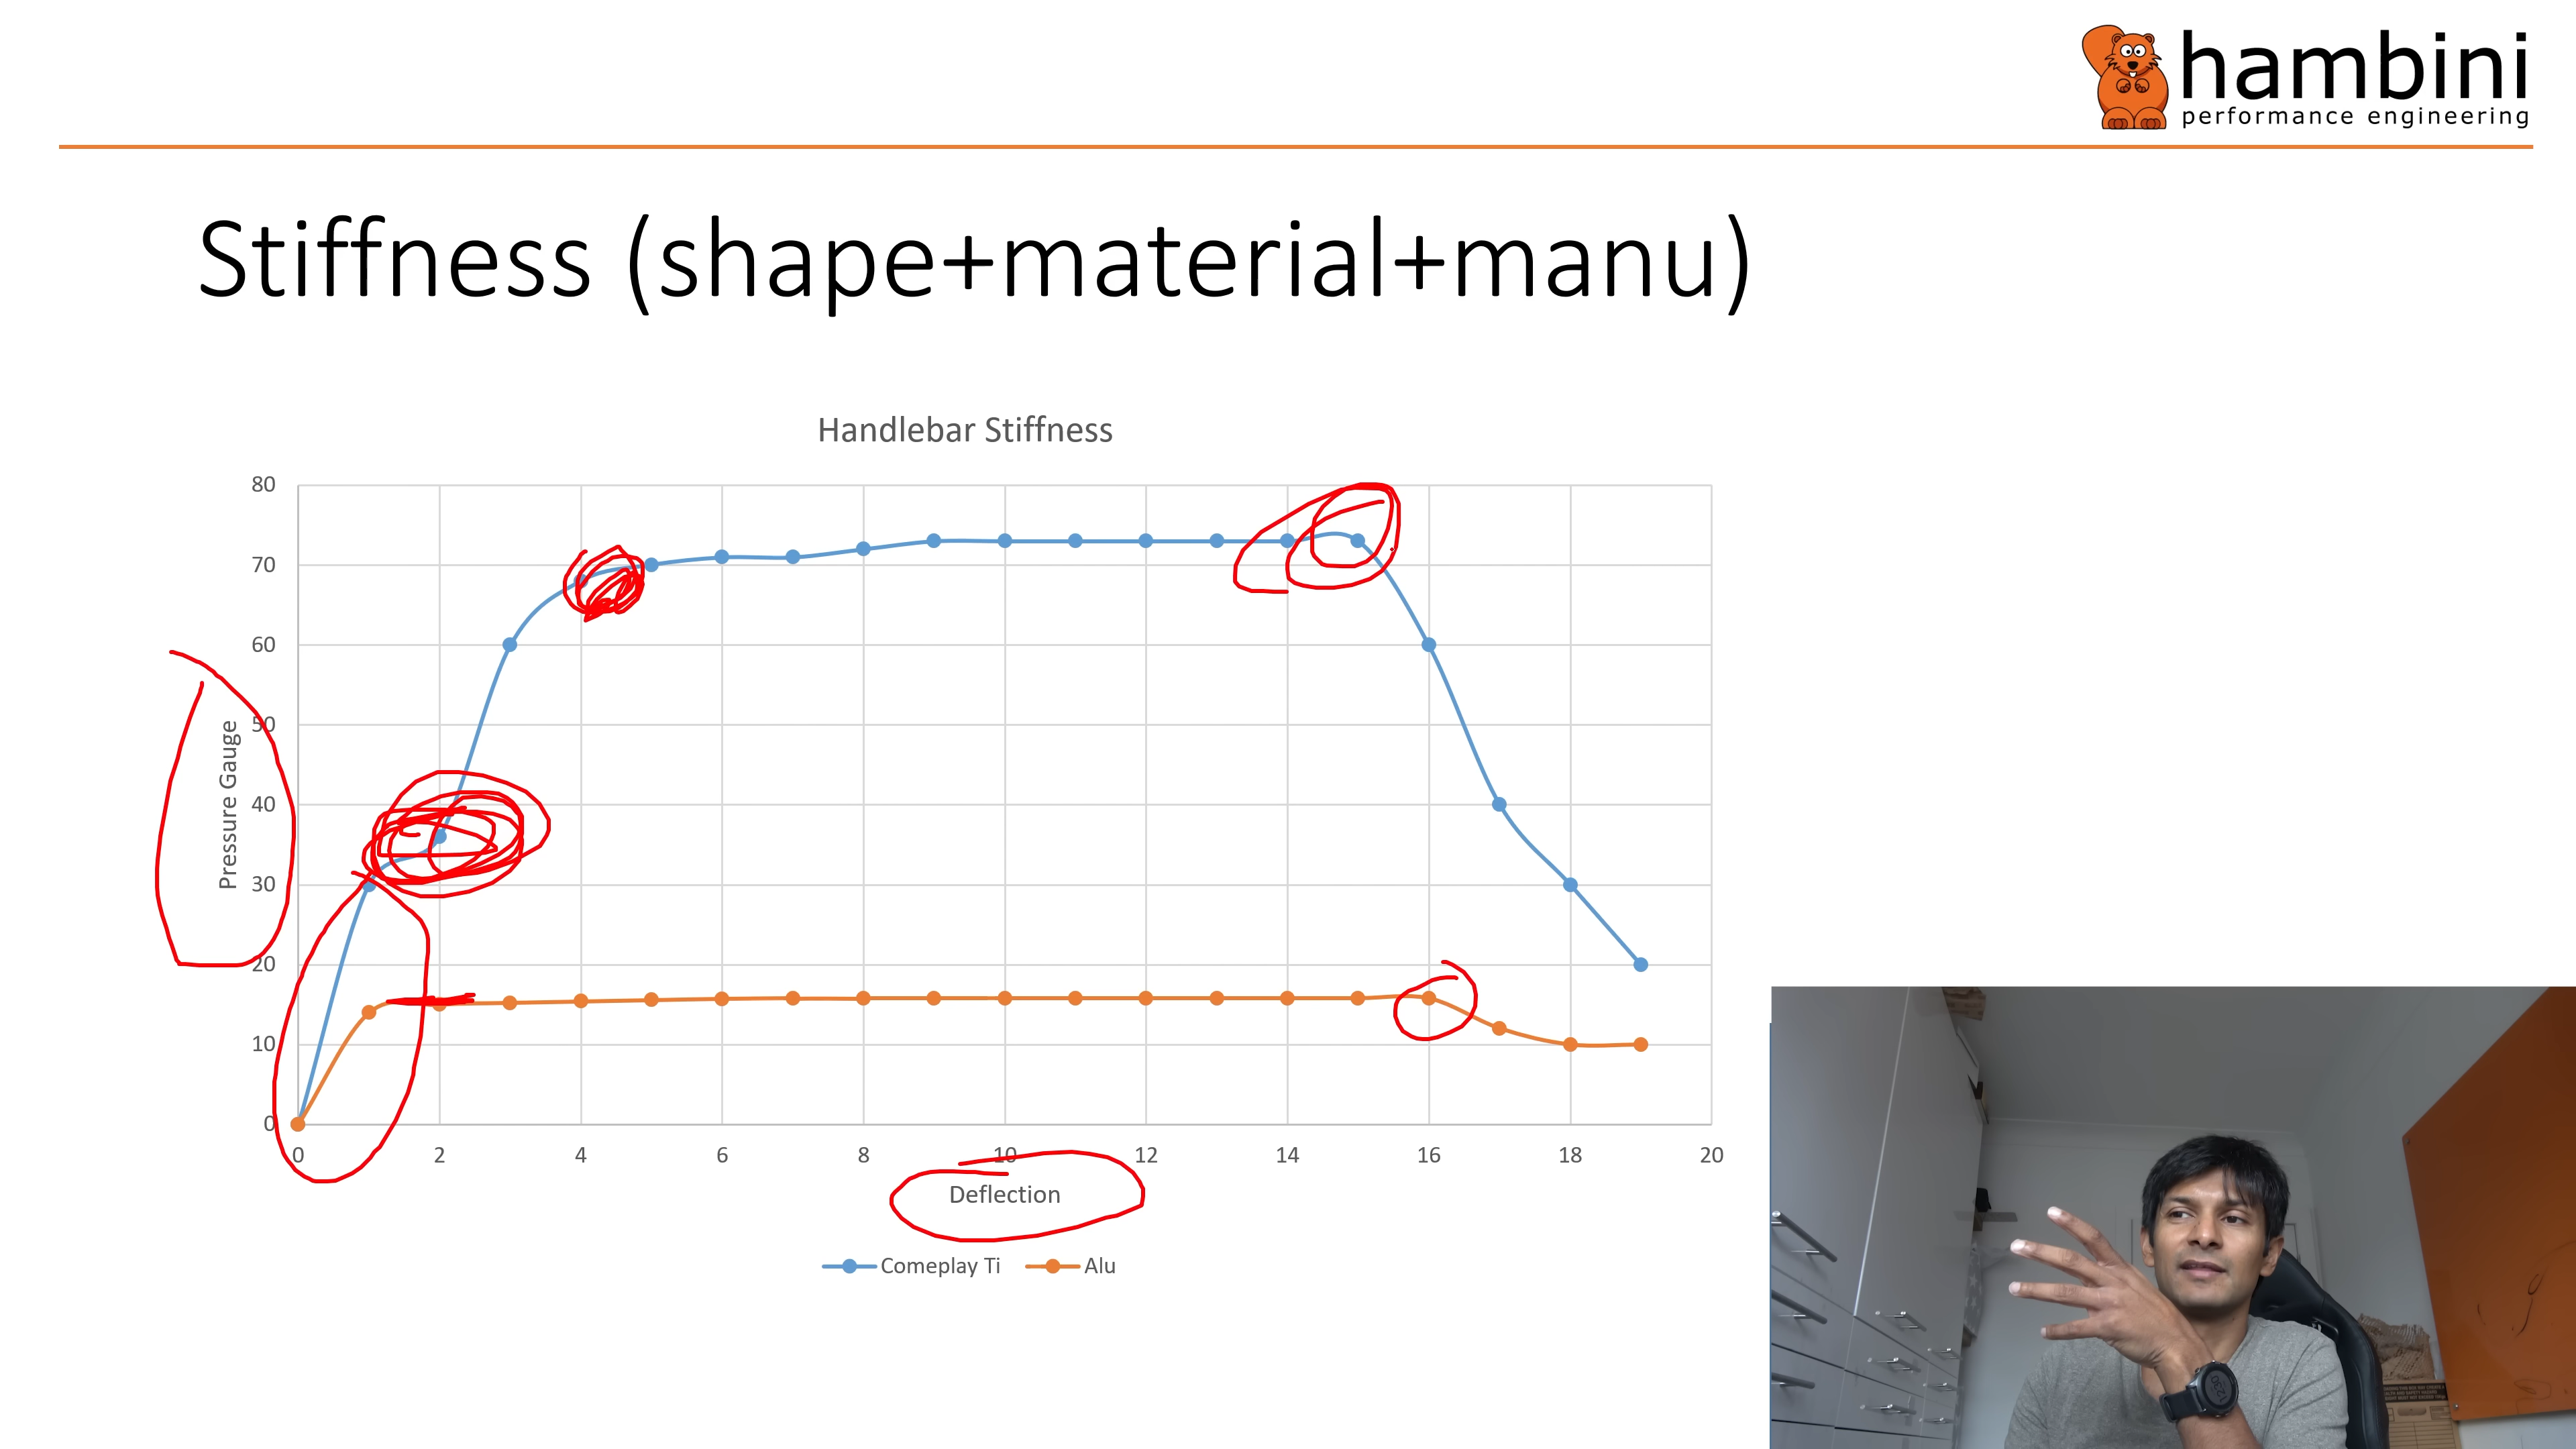 hambini
performance engineering
Stiffness (shape+material+manu)
Handlebar Stiffness
80
70
60
50
40
30
20
10
0
Pressure Gauge
0 2 4 6 8 10 12 14 16 18 20
Deflection
Comeplay Ti Alu